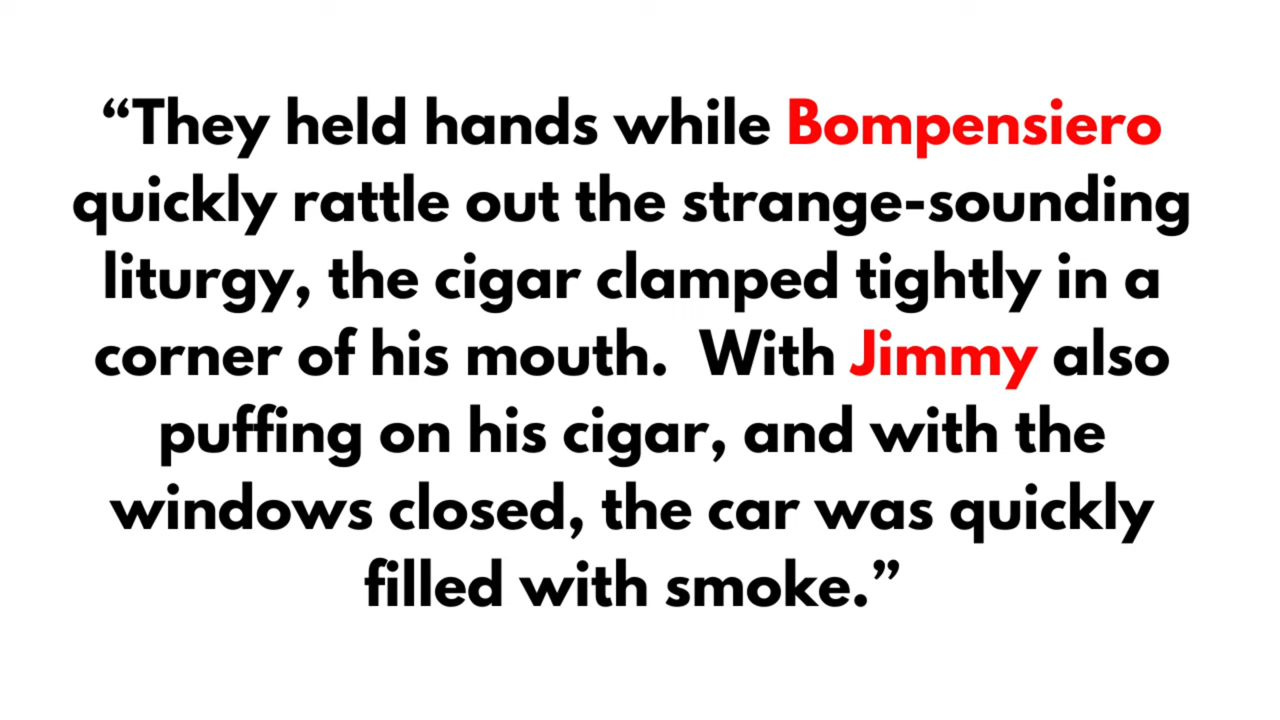 “They held hands while Bompensiero
quickly rattle out the strange-sounding
liturgy, the cigar clamped tightly in a
corner of his mouth.  With Jimmy also
puffing on his cigar, and with the
windows closed, the car was quickly
filled with smoke.”